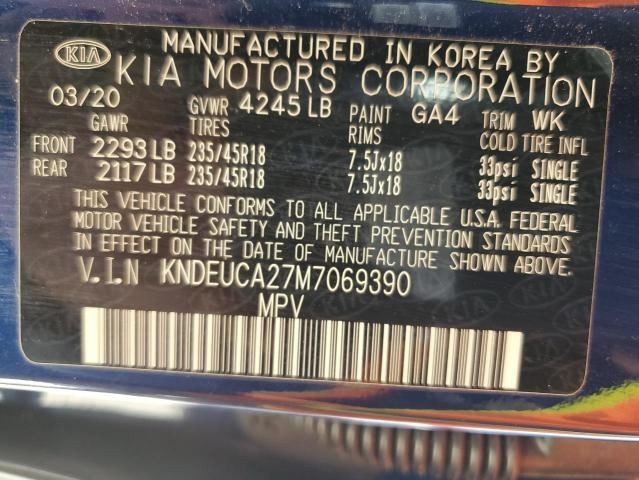 KIA MANUFACTURED IN KOREA BY
KIA MOTORS CORPORATION
03/20 GVWR 4245 LB PAINT GA4 TRIM WK
GAWR TIRES RIMS COLD TIRE INFL
FRONT 2293 LB 235/45R18 7.5Jx18 33psi SINGLE
REAR 2117 LB 235/45R18 7.5Jx18 33psi SINGLE
THIS VEHICLE CONFORMS TO ALL APPLICABLE U.S.A. FEDERAL
MOTOR VEHICLE SAFETY AND THEFT PREVENTION STANDARDS
IN EFFECT ON THE DATE OF MANUFACTURE SHOWN ABOVE.
V.I.N KNDEUCA27M7069390
MPV